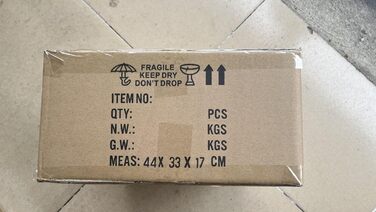 FRAGILE
KEEP DRY
DON'T DROP
ITEM NO:
QTY: PCS
N.W.: KGS
G.W.: KGS
MEAS: 44X 33 X 17 CM